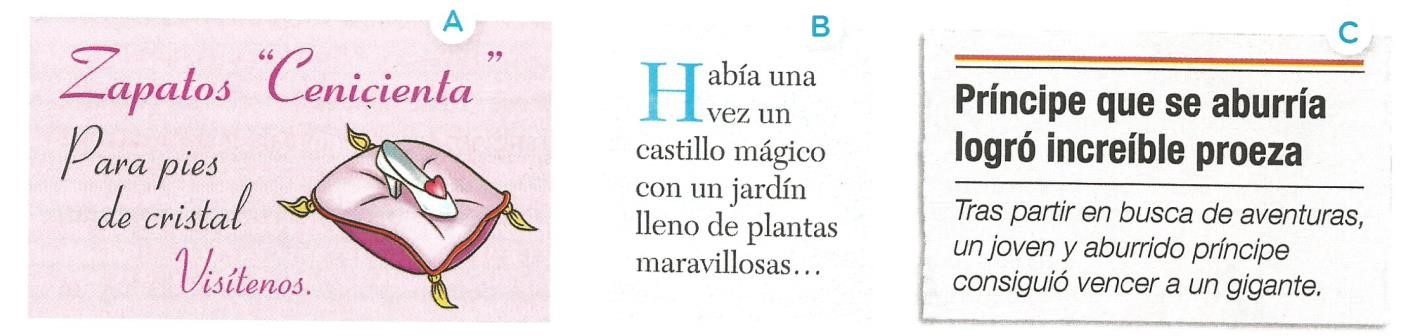 A
Zapatos “Cenicienta”
Para pies
de cristal
Visítenos.
B
Había una
vez un
castillo mágico
con un jardín
lleno de plantas
maravillosas...
C
Príncipe que se aburría
logró increíble proeza
Tras partir en busca de aventuras,
un joven y aburrido príncipe
consiguió vencer a un gigante.